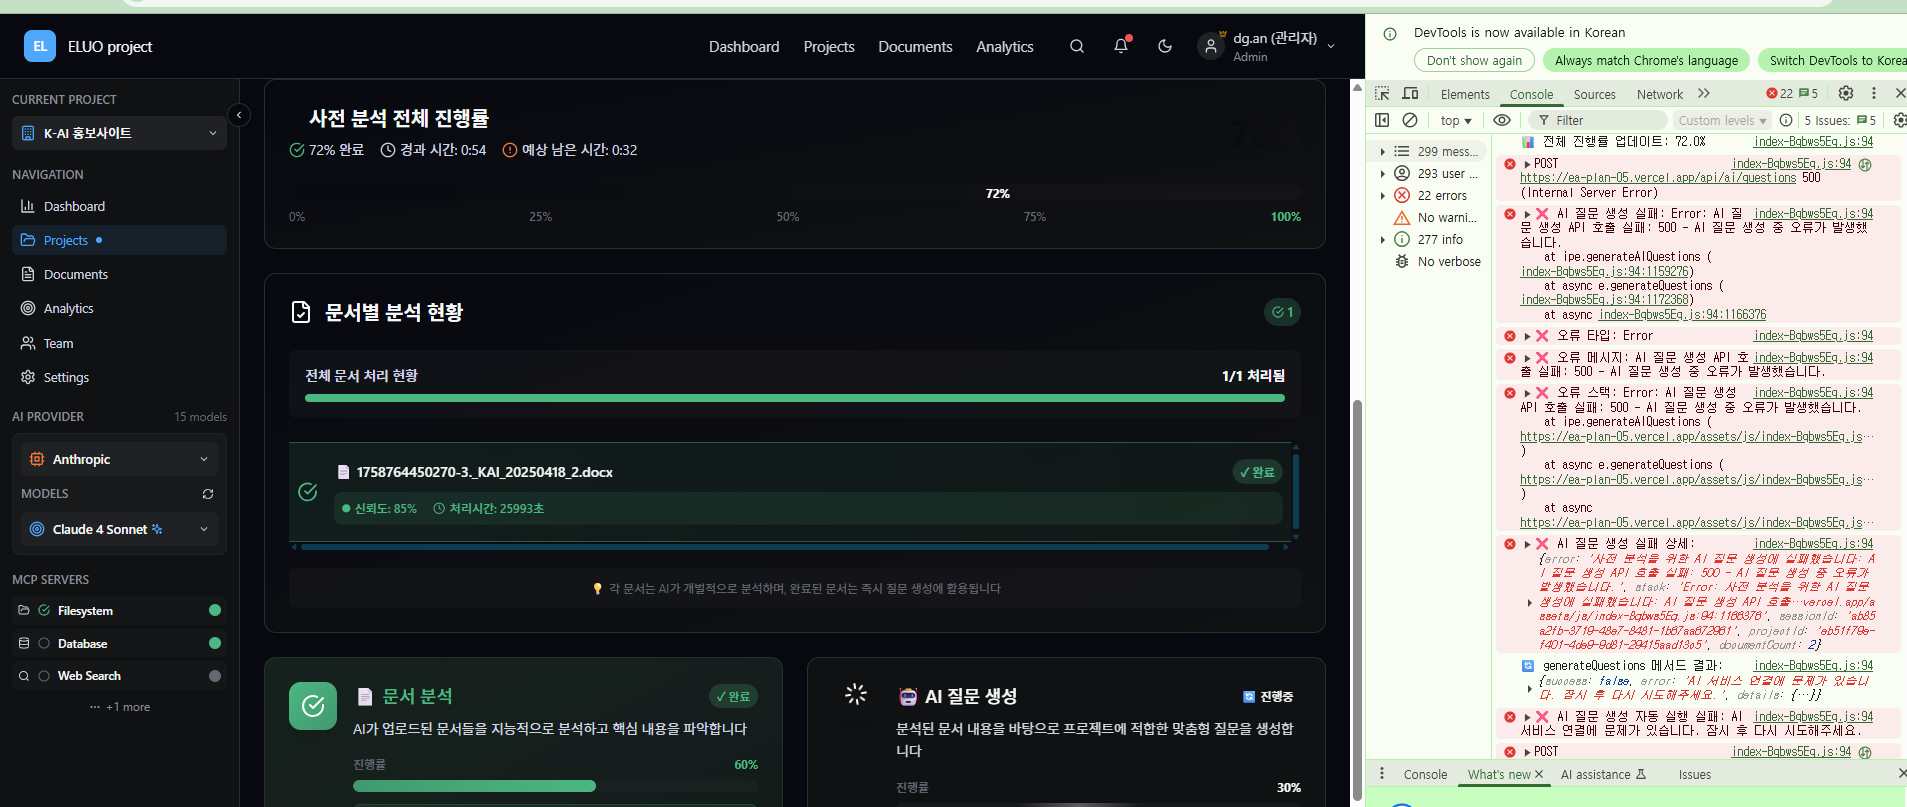 EL
ELUO project
Dashboard
Projects
Documents
Analytics
dg.an (관리자)
Admin
CURRENT PROJECT
K-AI 홍보사이트
NAVIGATION
Dashboard
Projects
Documents
Analytics
Team
Settings
AI PROVIDER
15 models
Anthropic
MODELS
Claude 4 Sonnet
MCP SERVERS
Filesystem
Database
Web Search
··· +1 more
사전 분석 전체 진행률
72% 완료
경과 시간: 0:54
예상 남은 시간: 0:32
72%
0%
25%
50%
75%
100%
문서별 분석 현황
1
전체 문서 처리 현황
1/1 처리됨
📄 1758764450270-3._KAI_20250418_2.docx
✓ 완료
신뢰도: 85%
처리시간: 25993초
💡 각 문서는 AI가 개별적으로 분석하며, 완료된 문서는 즉시 질문 생성에 활용됩니다
📄 문서 분석
✓ 완료
AI가 업로드된 문서들을 지능적으로 분석하고 핵심 내용을 파악합니다
진행률
60%
🤖 AI 질문 생성
🔄 진행중
분석된 문서 내용을 바탕으로 프로젝트에 적합한 맞춤형 질문을 생성합
니다
진행률
30%
DevTools is now available in Korean
Don't show again
Always match Chrome's language
Switch DevTools to Korea
Elements
Console
Sources
Network
22
5
top
Filter
Custom levels
5 Issues:
5
299 mess...
293 user ...
22 errors
No warni...
277 info
No verbose
📊 전체 진행률 업데이트: 72.0%
index-Bqbws5Eq.js:94
POST
index-Bqbws5Eq.js:94
https://ea-plan-05.vercel.app/api/ai/questions 500
(Internal Server Error)
❌ AI 질문 생성 실패: Error: AI 질
index-Bqbws5Eq.js:94
문 생성 API 호출 실패: 500 - AI 질문 생성 중 오류가 발생했
습니다.
at ipe.generateAIQuestions (
index-Bqbws5Eq.js:94:1159276)
at async e.generateQuestions (
index-Bqbws5Eq.js:94:1172368)
at async index-Bqbws5Eq.js:94:1166376
❌ 오류 타입: Error
index-Bqbws5Eq.js:94
❌ 오류 메시지: AI 질문 생성 API 호
index-Bqbws5Eq.js:94
출 실패: 500 - AI 질문 생성 중 오류가 발생했습니다.
❌ 오류 스택: Error: AI 질문 생성
index-Bqbws5Eq.js:94
API 호출 실패: 500 - AI 질문 생성 중 오류가 발생했습니다.
at ipe.generateAIQuestions (
https://ea-plan-05.vercel.app/assets/js/index-Bqbws5Eq.js…
)
at async e.generateQuestions (
https://ea-plan-05.vercel.app/assets/js/index-Bqbws5Eq.js…
)
at async
https://ea-plan-05.vercel.app/assets/js/index-Bqbws5Eq.js…
❌ AI 질문 생성 실패 상세:
index-Bqbws5Eq.js:94
{error: '사전 분석을 위한 AI 질문 생성에 실패했습니다: A
I 질문 생성 API 호출 실패: 500 - AI 질문 생성 중 오류가
발생했습니다.', stack: 'Error: 사전 분석을 위한 AI 질문
생성에 실패했습니다: AI 질문 생성 API 호출…vercel.app/a
ssets/js/index-Bqbws5Eq.js:94:1166376', sessionId: 'ab85
a2fb-3719-48e7-8481-1b67aa672961', projectId: 'eb51f79e-
f401-4de9-9d81-29415aad13c5', documentCount: 2}
🔄 generateQuestions 메서드 결과:
index-Bqbws5Eq.js:94
{success: false, error: 'AI 서비스 연결에 문제가 있습니
다. 잠시 후 다시 시도해주세요.', details: {…}}
❌ AI 질문 생성 자동 실행 실패: AI
index-Bqbws5Eq.js:94
서비스 연결에 문제가 있습니다. 잠시 후 다시 시도해주세요.
POST
index-Bqbws5Eq.js:94
Console
What's new
AI assistance
Issues